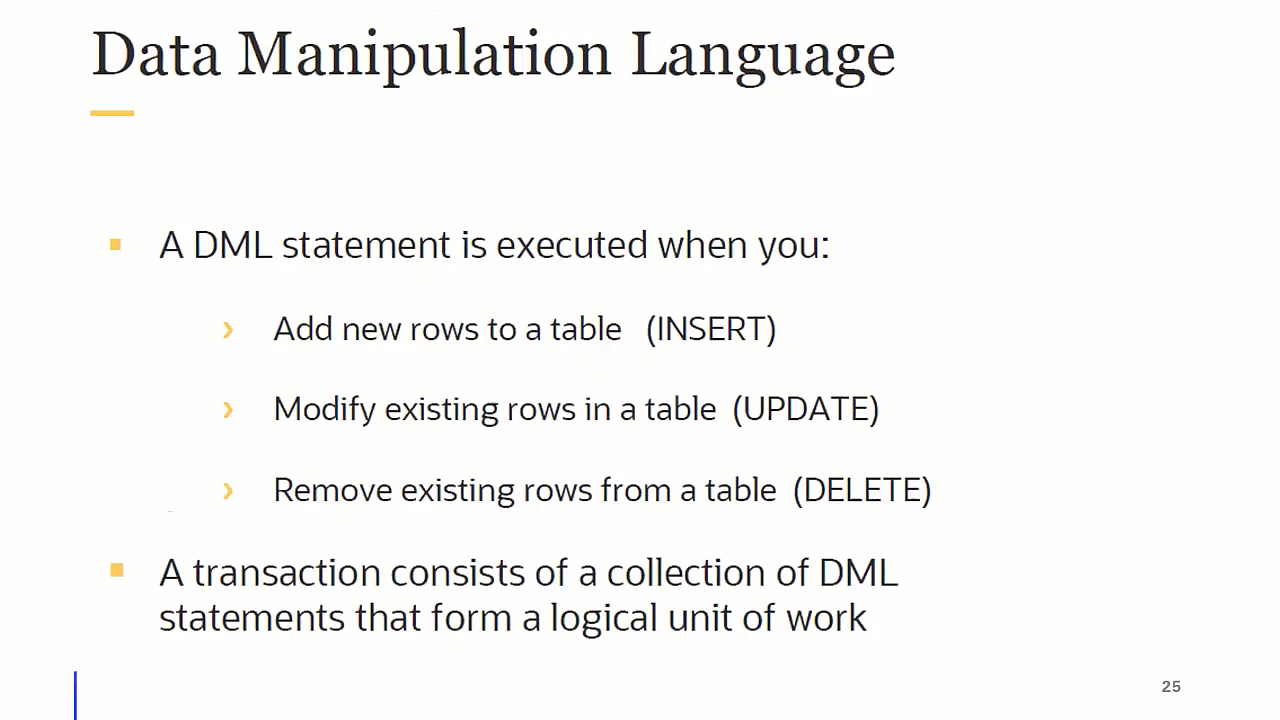 Data Manipulation Language
A DML statement is executed when you:
Add new rows to a table (INSERT)
Modify existing rows in a table (UPDATE)
Remove existing rows from a table (DELETE)
A transaction consists of a collection of DML
statements that form a logical unit of work
25